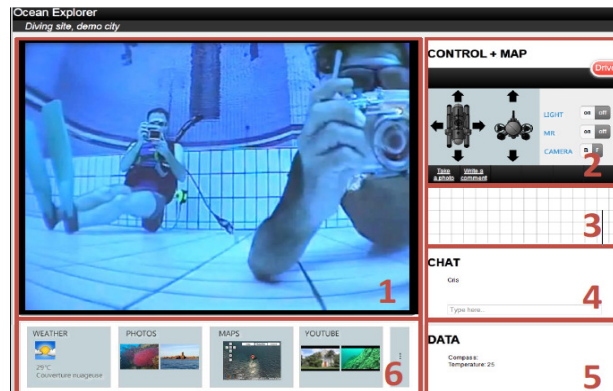 Ocean Explorer
Diving site, demo city
1
CONTROL + MAP
Drive
LIGHT on off
MR on off
CAMERA B F
Take a photo
Write a comment
2
3
CHAT
Cris
Type here..
4
WEATHER
29°C
Couverture nuageuse
PHOTOS
MAPS
YOUTUBE
6
DATA
Compass:
Temperature: 25
5